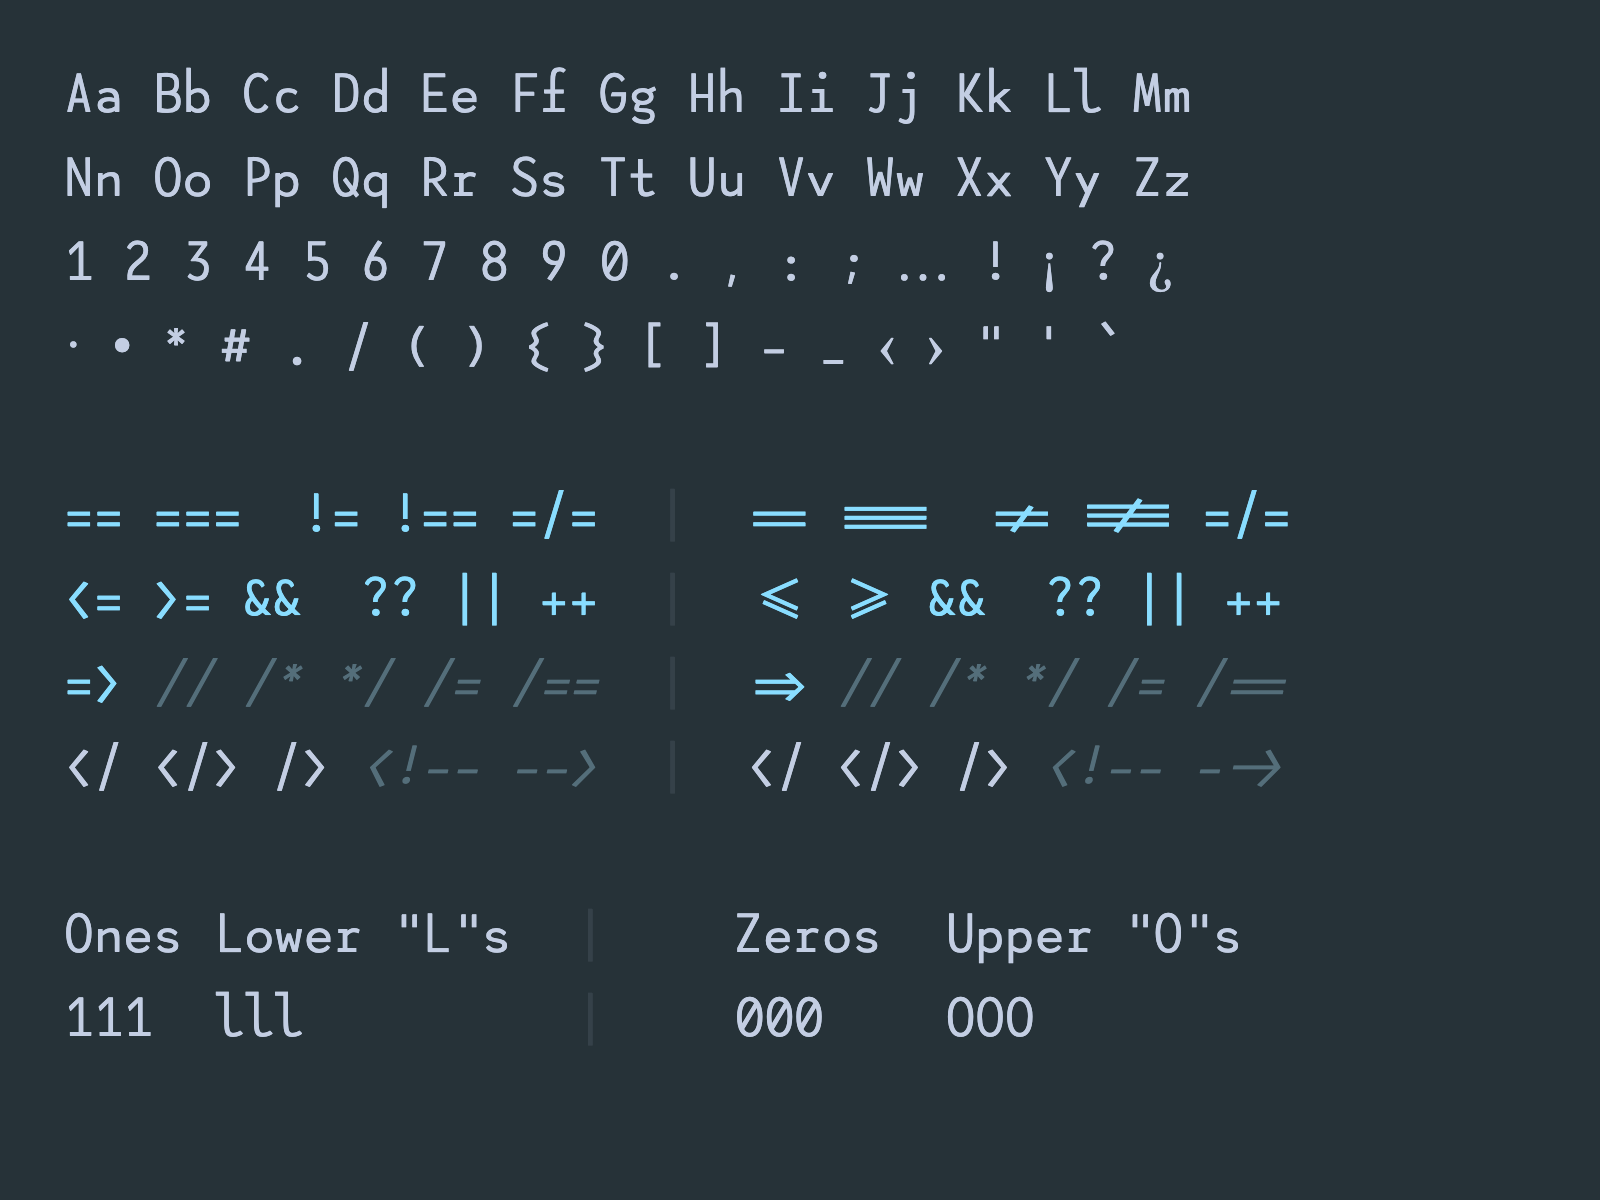 Aa Bb Cc Dd Ee Ff Gg Hh Ii Jj Kk Ll Mm
Nn Oo Pp Qq Rr Ss Tt Uu Vv Ww Xx Yy Zz
1 2 3 4 5 6 7 8 9 0 . , : ; … ! ¡ ? ¿
· • * # . / ( ) { } [ ] - _ ‹ › " ' `
== === != !== =/= | == === != !== =/=
<= >= && ?? || ++ | <= >= && ?? || ++
=> // /* */ /= /== | => // /* */ /= /==
</ </> /> <!-- --> | </ </> /> <!-- -->
Ones Lower "L"s | Zeros Upper "O"s
111 lll | 000 OOO